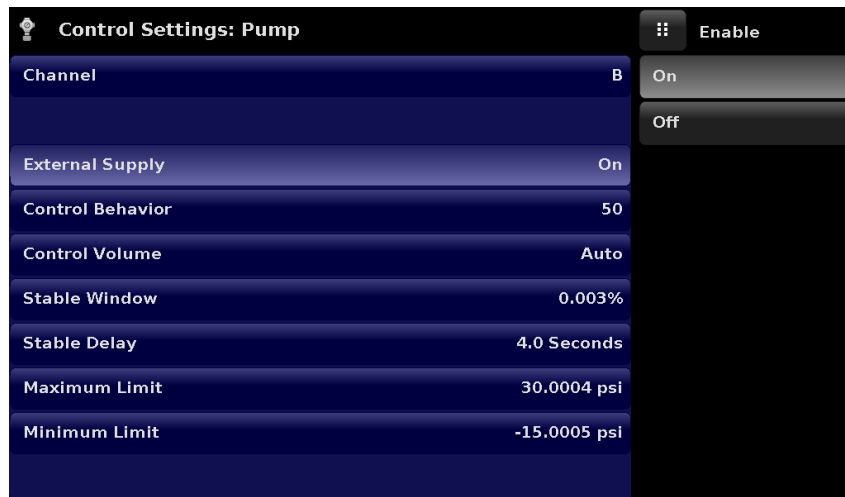 Control Settings: Pump
Channel B
External Supply On
Control Behavior 50
Control Volume Auto
Stable Window 0.003%
Stable Delay 4.0 Seconds
Maximum Limit 30.0004 psi
Minimum Limit -15.0005 psi
Enable
On
Off